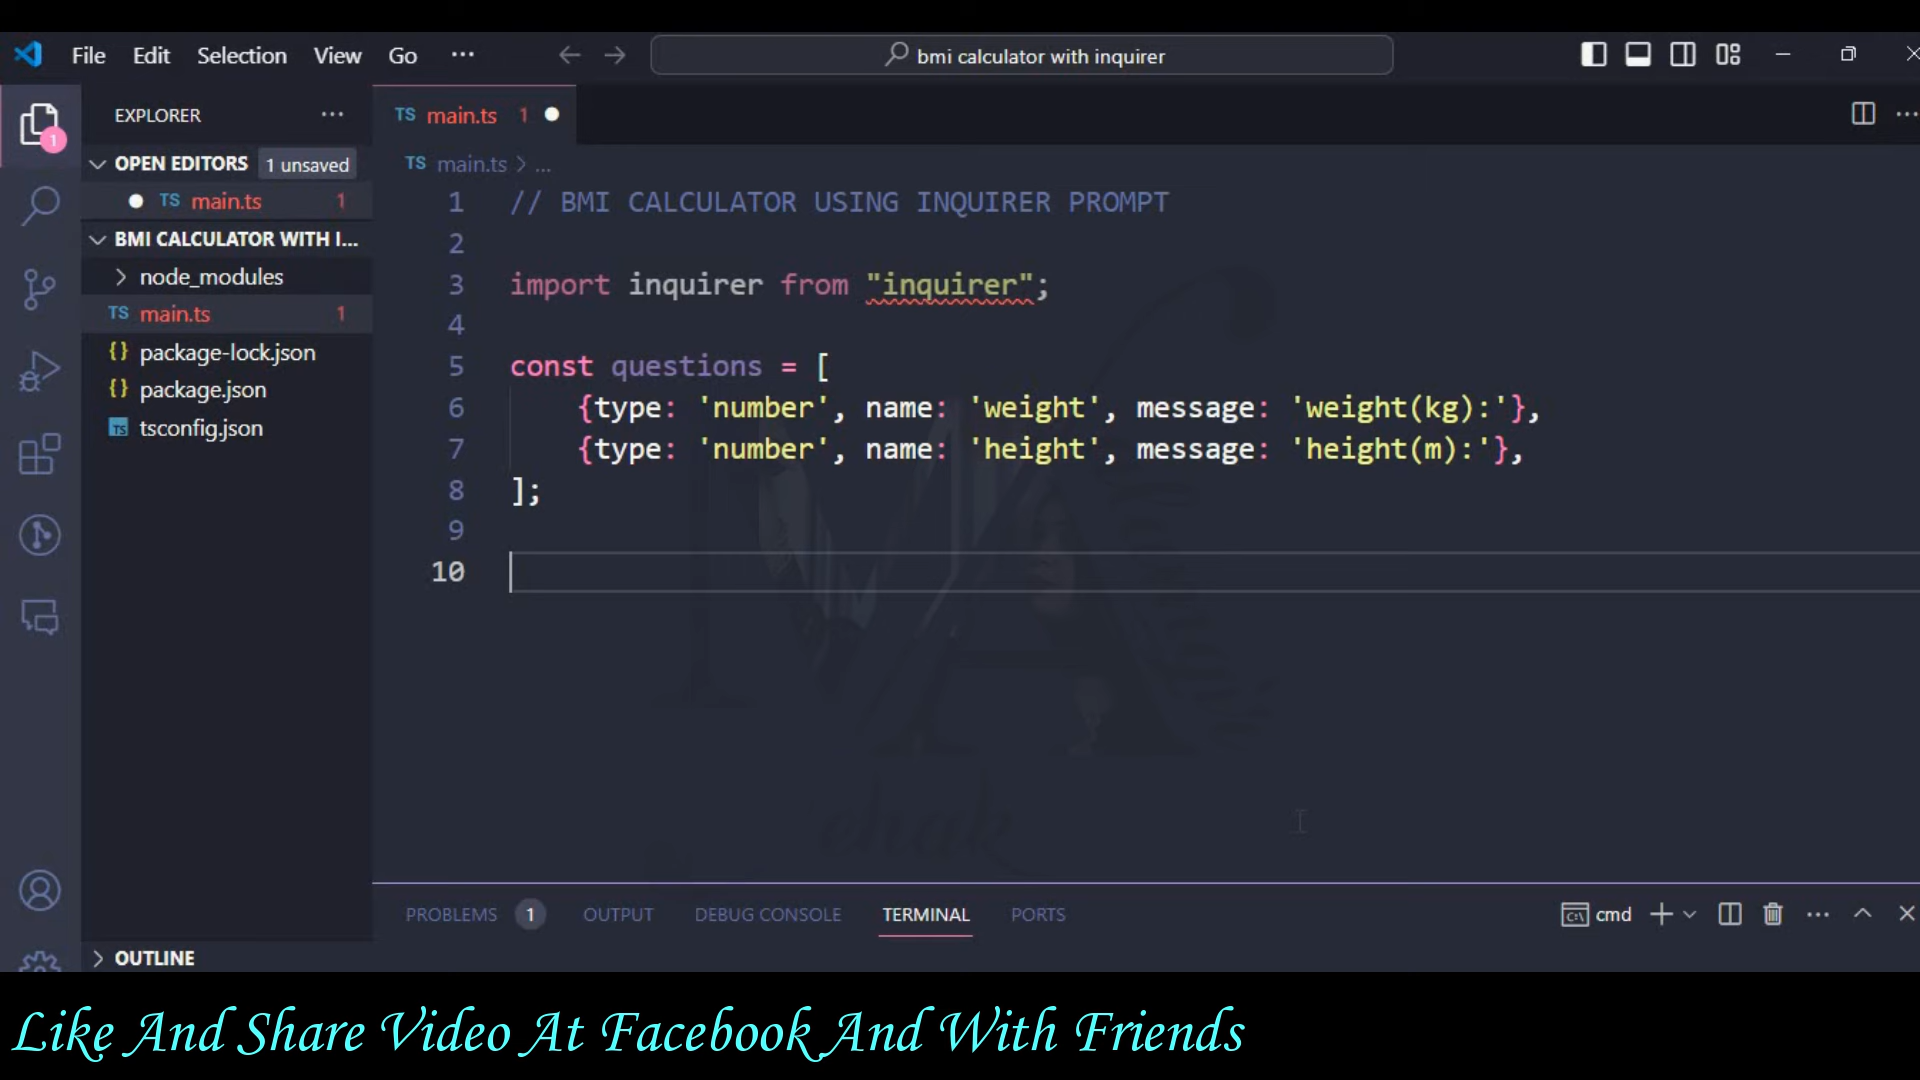 File Edit Selection View Go ··· bmi calculator with inquirer
EXPLORER ···
TS main.ts 1
OPEN EDITORS 1 unsaved
TS main.ts > ...
TS main.ts 1
1 // BMI CALCULATOR USING INQUIRER PROMPT
BMI CALCULATOR WITH I...
2
node_modules
3 import inquirer from "inquirer";
TS main.ts 1
4
{} package-lock.json
5 const questions = [
{} package.json
6 {type: 'number', name: 'weight', message: 'weight(kg):'},
TS tsconfig.json
7 {type: 'number', name: 'height', message: 'height(m):'},
8 ];
9
10
PROBLEMS 1 OUTPUT DEBUG CONSOLE TERMINAL PORTS cmd
OUTLINE
Like And Share Video At Facebook And With Friends